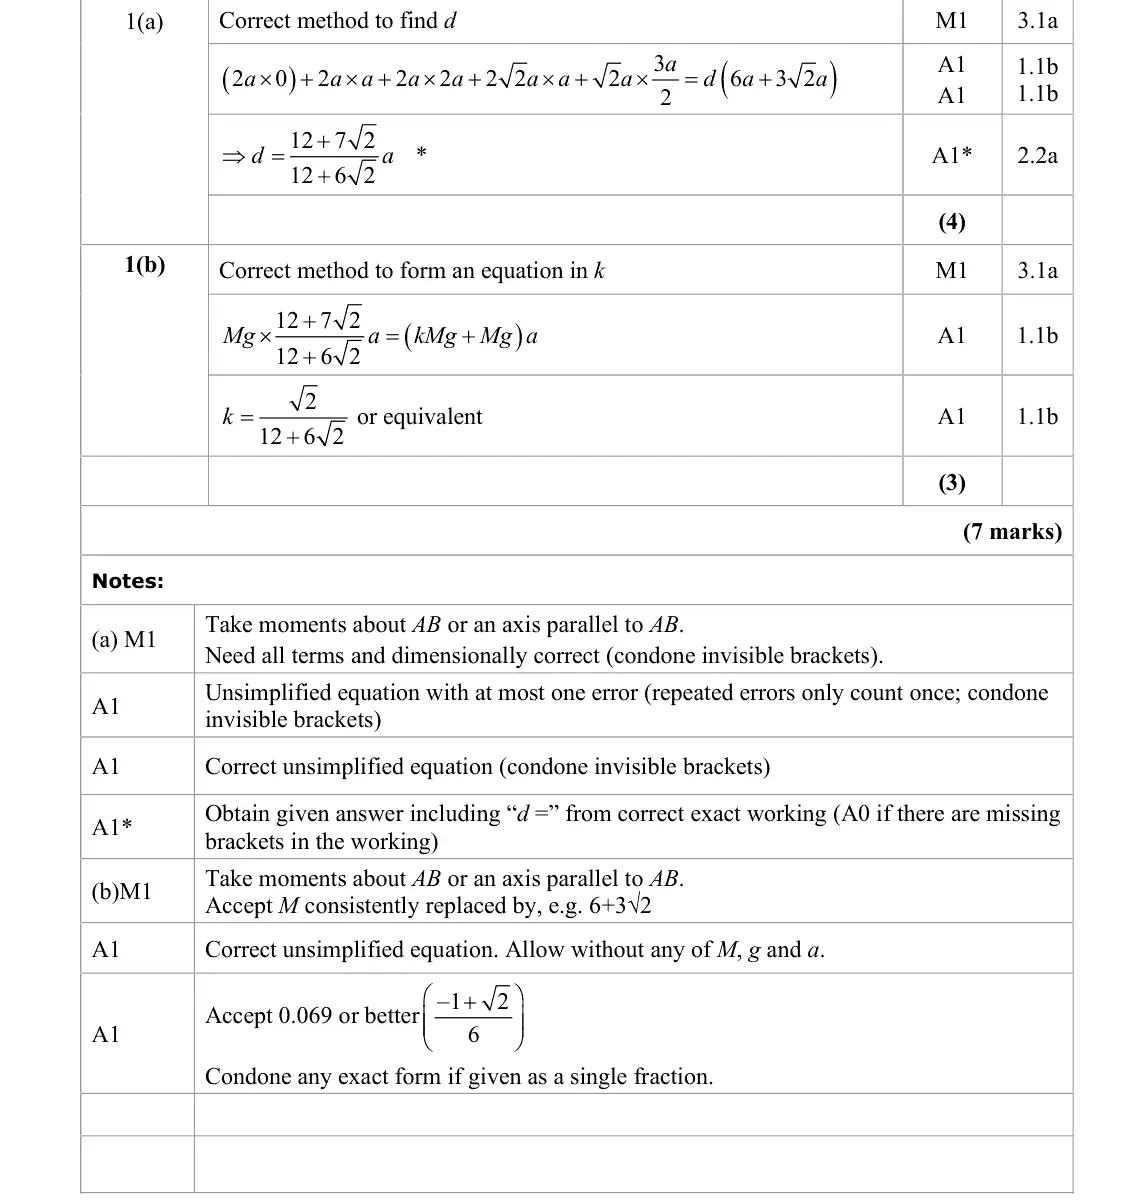 1(a) Correct method to find d M1 3.1a
(2a×0)+2a×a+2a×2a+2√2a×a+√2a×3a/2=d(6a+3√2a) A1 1.1b
A1 1.1b
⇒d=(12+7√2)/(12+6√2)a * A1* 2.2a
(4)
1(b) Correct method to form an equation in k M1 3.1a
Mg×(12+7√2)/(12+6√2)a=(kMg+Mg)a A1 1.1b
k=√2/(12+6√2) or equivalent A1 1.1b
(3)
(7 marks)
Notes:
(a) M1 Take moments about AB or an axis parallel to AB.
Need all terms and dimensionally correct (condone invisible brackets).
A1 Unsimplified equation with at most one error (repeated errors only count once; condone
invisible brackets)
A1 Correct unsimplified equation (condone invisible brackets)
A1* Obtain given answer including “d =” from correct exact working (A0 if there are missing
brackets in the working)
(b)M1 Take moments about AB or an axis parallel to AB.
Accept M consistently replaced by, e.g. 6+3√2
A1 Correct unsimplified equation. Allow without any of M, g and a.
A1 Accept 0.069 or better((−1+√2)/6)
Condone any exact form if given as a single fraction.